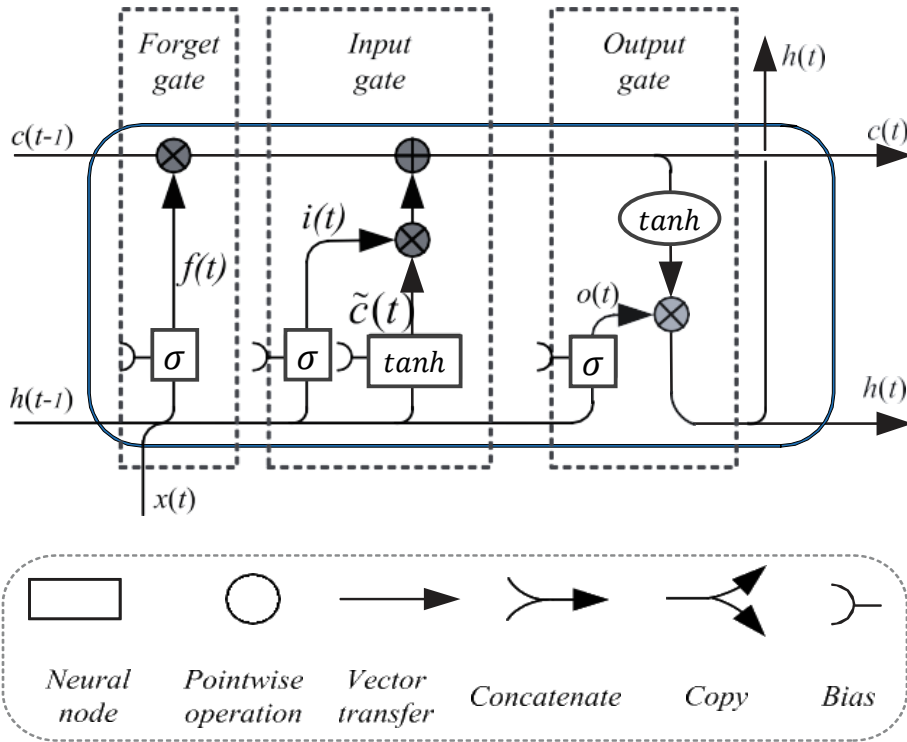 Forget
gate
Input
gate
Output
gate
h(t)
c(t-1)
c(t)
i(t)
tanh
f(t)
c̃(t)
o(t)
σ
σ
tanh
σ
h(t-1)
h(t)
x(t)
Neural
node
Pointwise
operation
Vector
transfer
Concatenate
Copy
Bias